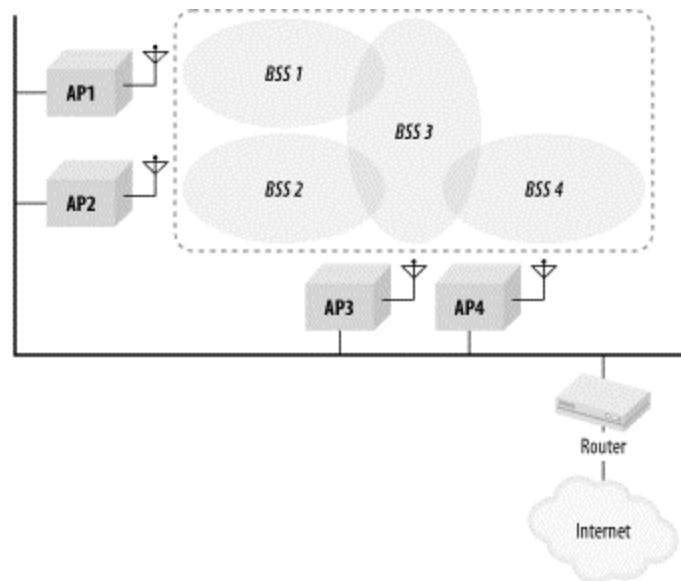 AP1
BSS 1
BSS 3
AP2
BSS 2
BSS 4
AP3
AP4
Router
Internet